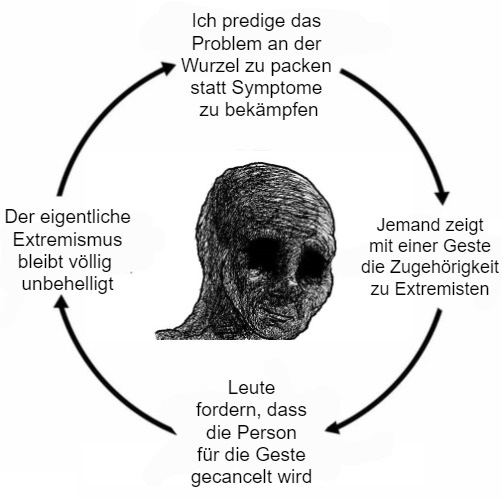 Ich predige das
Problem an der
Wurzel zu packen
statt Symptome
zu bekämpfen
Jemand zeigt
mit einer Geste
die Zugehörigkeit
zu Extremisten
Leute
fordern, dass
die Person
für die Geste
gecancelt wird
Der eigentliche
Extremismus
bleibt völlig
unbehelligt